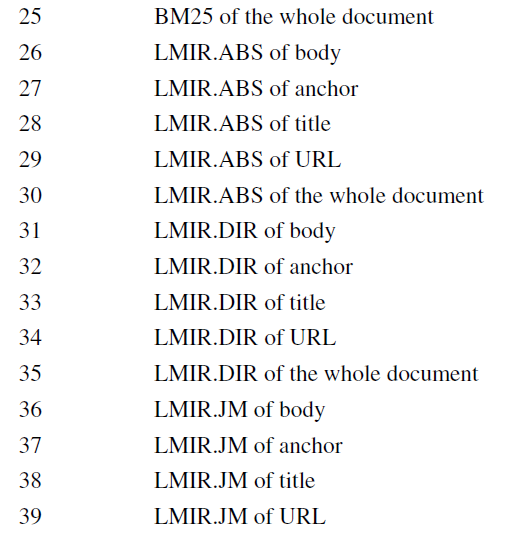 25 BM25 of the whole document
26 LMIR.ABS of body
27 LMIR.ABS of anchor
28 LMIR.ABS of title
29 LMIR.ABS of URL
30 LMIR.ABS of the whole document
31 LMIR.DIR of body
32 LMIR.DIR of anchor
33 LMIR.DIR of title
34 LMIR.DIR of URL
35 LMIR.DIR of the whole document
36 LMIR.JM of body
37 LMIR.JM of anchor
38 LMIR.JM of title
39 LMIR.JM of URL